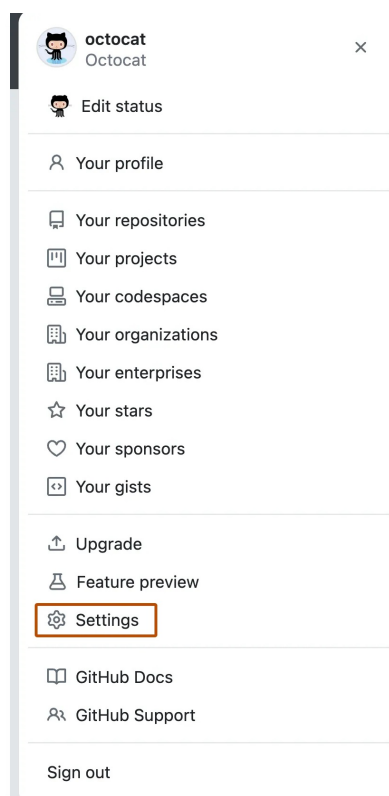 octocat
Octocat
Edit status
Your profile
Your repositories
Your projects
Your codespaces
Your organizations
Your enterprises
Your stars
Your sponsors
Your gists
Upgrade
Feature preview
Settings
GitHub Docs
GitHub Support
Sign out